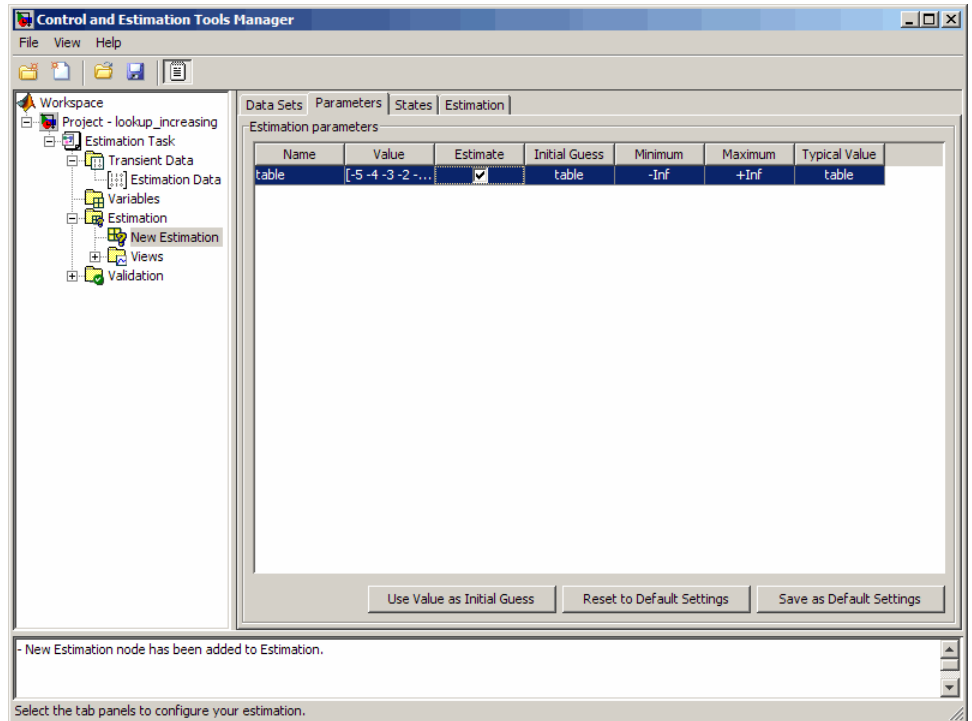 Control and Estimation Tools Manager
File View Help
Workspace
Project - lookup_increasing
Estimation Task
Transient Data
Estimation Data
Variables
Estimation
New Estimation
Views
Validation
Data Sets Parameters States Estimation
Estimation parameters
Name Value Estimate Initial Guess Minimum Maximum Typical Value
table [-5 -4 -3 -2 -... table -Inf +Inf table
Use Value as Initial Guess Reset to Default Settings Save as Default Settings
- New Estimation node has been added to Estimation.
Select the tab panels to configure your estimation.